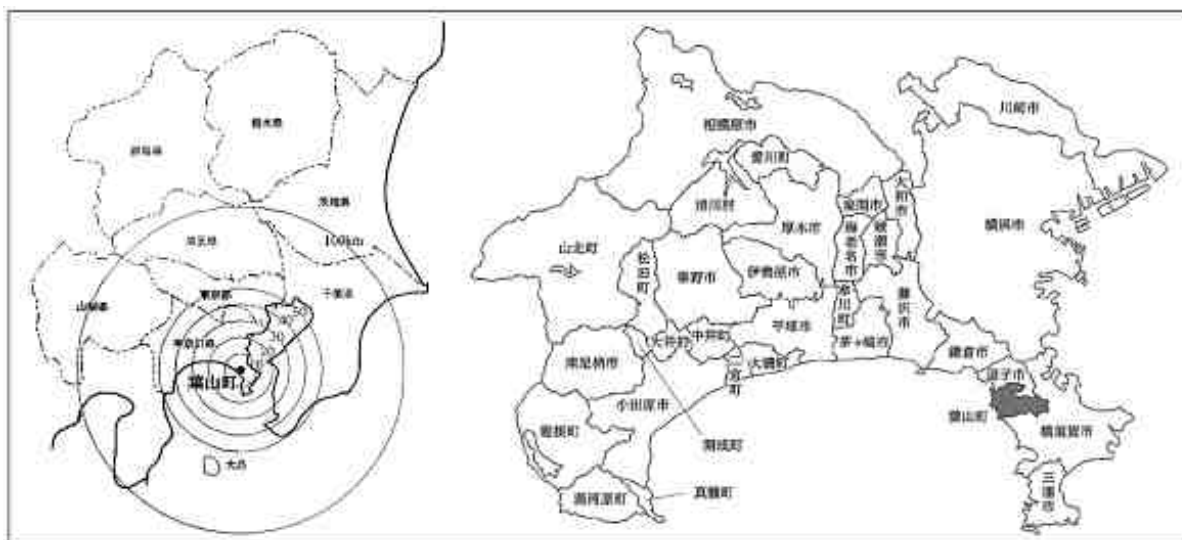 栃木県
群馬県
茨城県
埼玉県
100km
千葉県
山梨県
東京都
50
40
30
神奈川県
葉山町
大島
川崎市
相模原市
愛川町
清川村
大和市
座間市
厚木市
横浜市
綾瀬市
海老名市
山北町
松田町
秦野市
伊勢原市
寒川町
藤沢市
平塚市
大井町
中井町
茅ヶ崎市
鎌倉市
南足柄市
二宮町
大磯町
逗子市
小田原市
葉山町
箱根町
開成町
横須賀市
真鶴町
湯河原町
三浦市